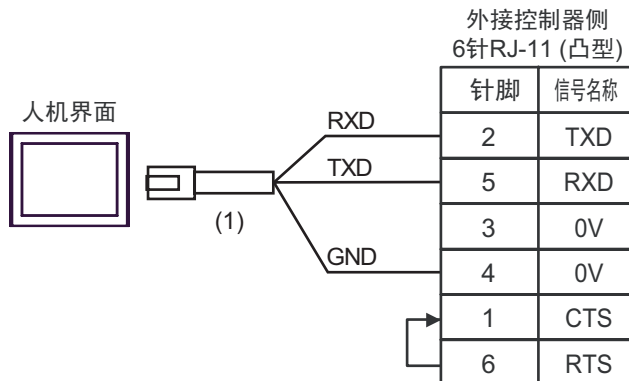 外接控制器侧
6针RJ-11 (凸型)
人机界面
(1)
RXD
TXD
GND
针脚 信号名称
2 TXD
5 RXD
3 0V
4 0V
1 CTS
6 RTS